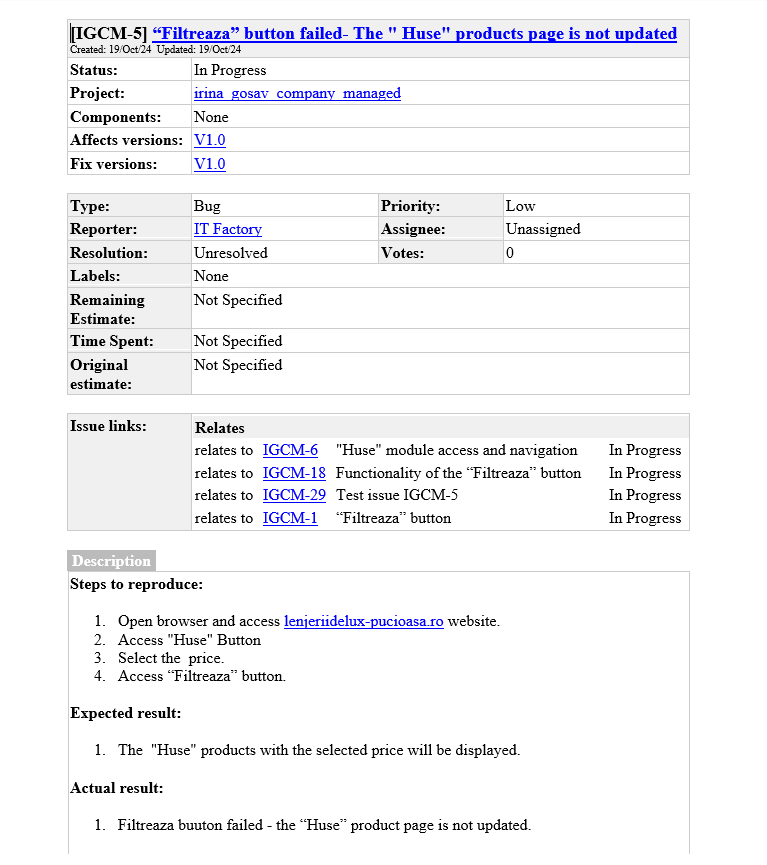 [IGCM-5] “Filtreaza” button failed- The " Huse" products page is not updated
Created: 19/Oct/24 Updated: 19/Oct/24
Status: In Progress
Project: irina_gosav_company_managed
Components: None
Affects versions: V1.0
Fix versions: V1.0
Type: Bug Priority: Low
Reporter: IT Factory Assignee: Unassigned
Resolution: Unresolved Votes: 0
Labels: None
Remaining Not Specified
Estimate:
Time Spent: Not Specified
Original Not Specified
estimate:
Issue links: Relates
relates to IGCM-6 "Huse" module access and navigation In Progress
relates to IGCM-18 Functionality of the “Filtreaza” button In Progress
relates to IGCM-29 Test issue IGCM-5 In Progress
relates to IGCM-1 “Filtreaza” button In Progress
Description
Steps to reproduce:
1. Open browser and access lenjeriidelux-pucioasa.ro website.
2. Access "Huse" Button
3. Select the price.
4. Access “Filtreaza” button.
Expected result:
1. The "Huse" products with the selected price will be displayed.
Actual result:
1. Filtreaza buuton failed - the “Huse” product page is not updated.